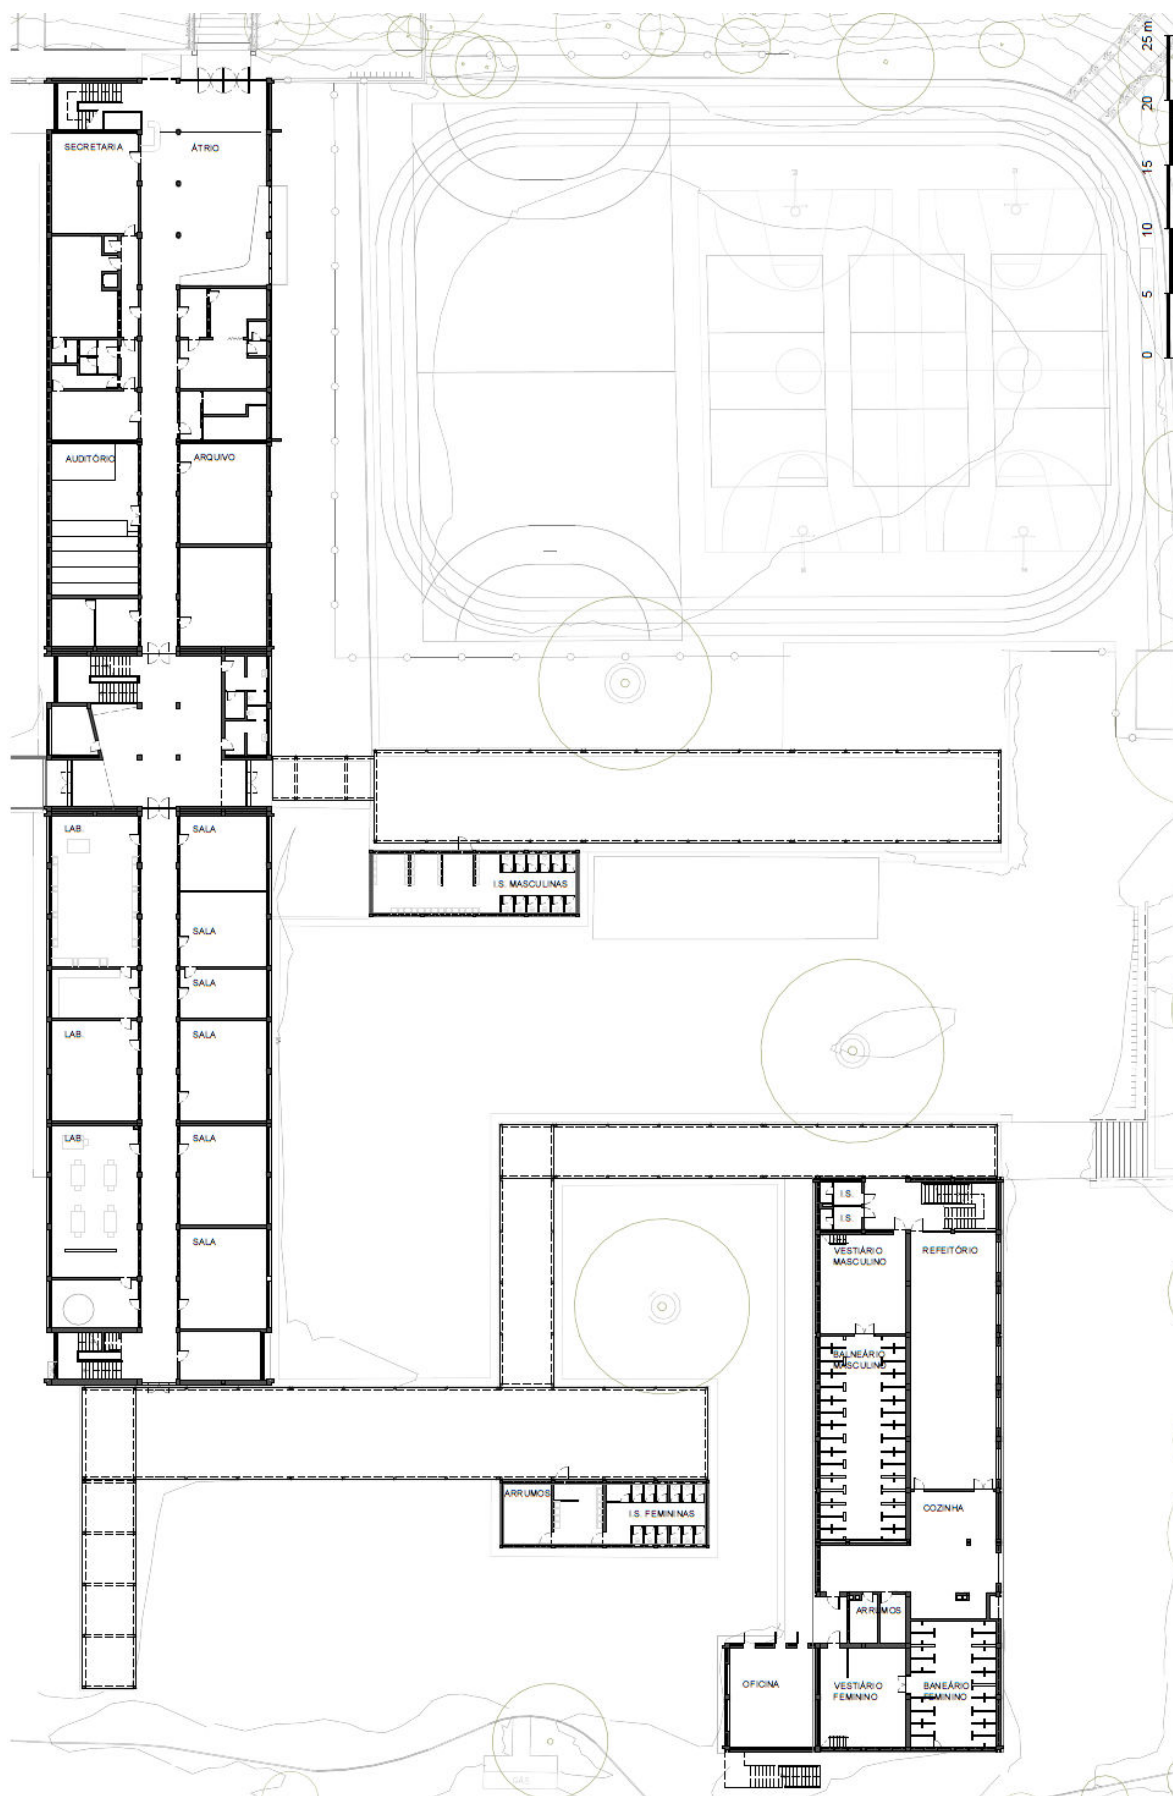 25 m
20
15
10
5
0
SECRETARIA
ÁTRIO
AUDITÓRIO
ARQUIVO
LAB.
SALA
I.S. MASCULINAS
SALA
SALA
LAB.
SALA
LAB.
SALA
I.S.
I.S.
SALA
VESTIÁRIO
MASCULINO
REFEITÓRIO
BALNEÁRIO
MASCULINO
ARRUMOS
I.S. FEMININAS
COZINHA
ARRUMOS
OFICINA
VESTIÁRIO
FEMININO
BANEÁRIO
FEMININO
GÁS